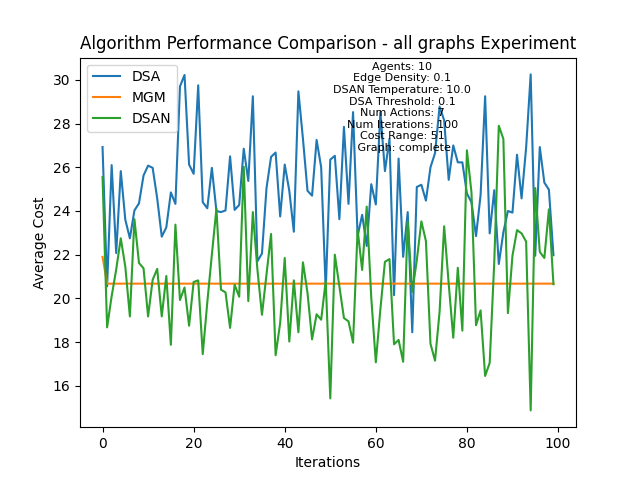 Algorithm Performance Comparison - all graphs Experiment
DSA
MGM
DSAN
Agents: 10
Edge Density: 0.1
DSAN Temperature: 10.0
DSA Threshold: 0.1
Num Actions:
Num Iterations: 100
Cost Range: 51
Graph: complete
Average Cost
30
28
26
24
22
20
18
16
0
20
40
60
80
100
Iterations